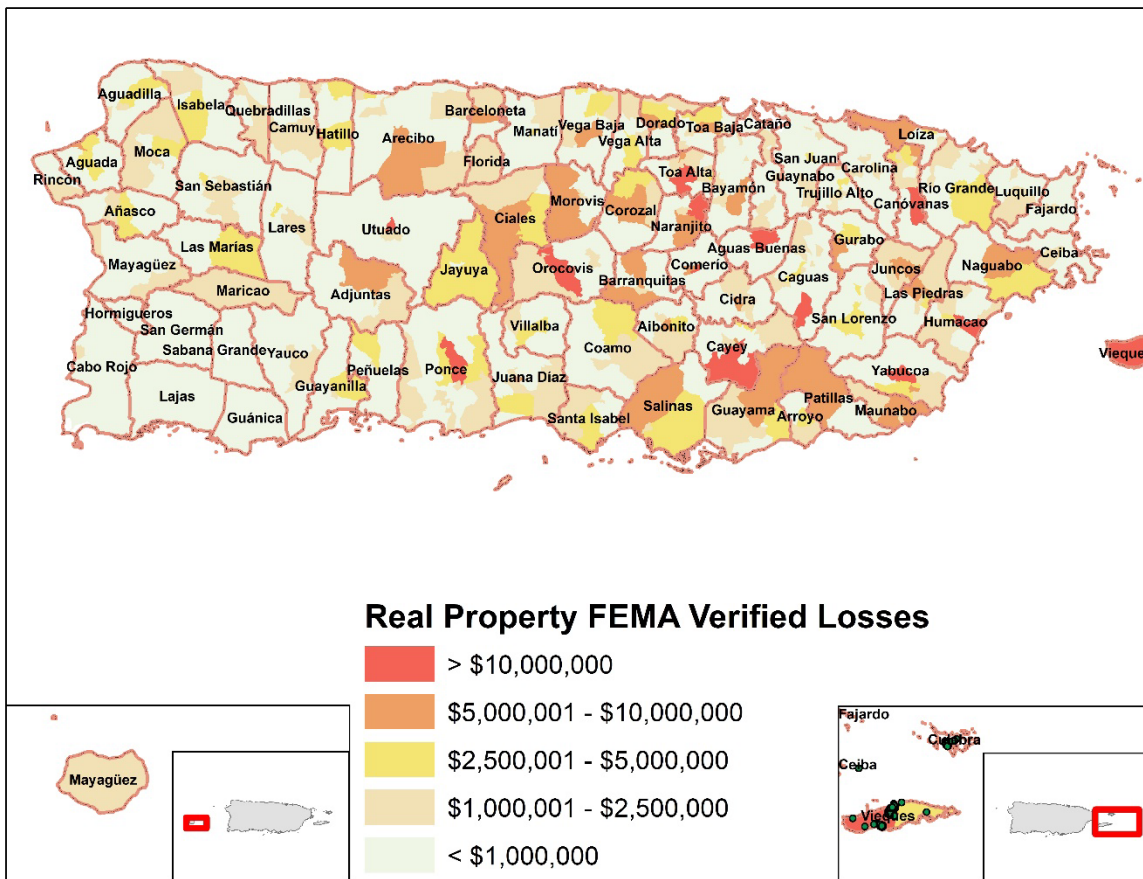 Aguadilla
Isabela
Quebradillas
Camuy
Hatillo
Arecibo
Barceloneta
Manatí
Vega Baja
Vega Alta
Dorado
Toa Baja
Cataño
Loíza
Aguada
Moca
Rincón
San Sebastián
Florida
Toa Alta
Bayamón
San Juan
Guaynabo
Carolina
Trujillo Alto
Canóvanas
Río Grande
Luquillo
Fajardo
Añasco
Lares
Utuado
Ciales
Morovis
Corozal
Naranjito
Las Marías
Mayagüez
Maricao
Adjuntas
Jayuya
Orocovis
Barranquitas
Comerío
Aguas Buenas
Gurabo
Caguas
Juncos
Naguabo
Ceiba
Cidra
Las Piedras
Hormigueros
San Germán
Sabana Grande
Yauco
Villalba
Aibonito
San Lorenzo
Humacao
Cabo Rojo
Guayanilla
Peñuelas
Ponce
Juana Díaz
Coamo
Cayey
Yabucoa
Vieque
Lajas
Guánica
Santa Isabel
Salinas
Guayama
Arroyo
Patillas
Maunabo
Real Property FEMA Verified Losses
> $10,000,000
$5,000,001 - $10,000,000
$2,500,001 - $5,000,000
$1,000,001 - $2,500,000
< $1,000,000
Mayagüez
Fajardo
Ceiba
Vieques